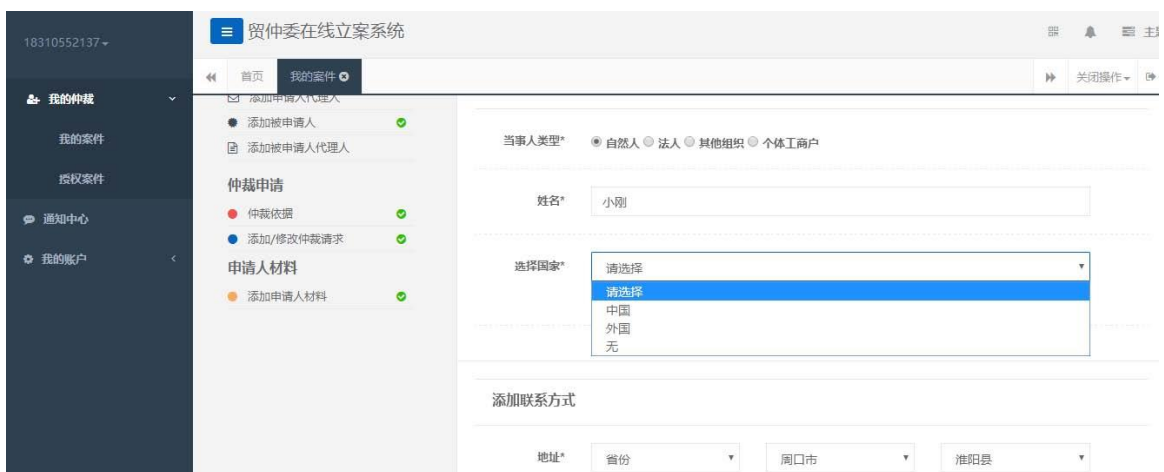 18310552137
我的仲裁
我的案件
授权案件
通知中心
我的账户
贸仲委在线立案系统
首页
我的案件
关闭操作
添加申请人代理人
添加被申请人
添加被申请人代理人
仲裁申请
仲裁依据
添加/修改仲裁请求
申请人材料
添加申请人材料
当事人类型* 自然人 法人 其他组织 个体工商户
姓名* 小刚
选择国家* 请选择
请选择
中国
外国
无
添加联系方式
地址* 省份 周口市 淮阳县